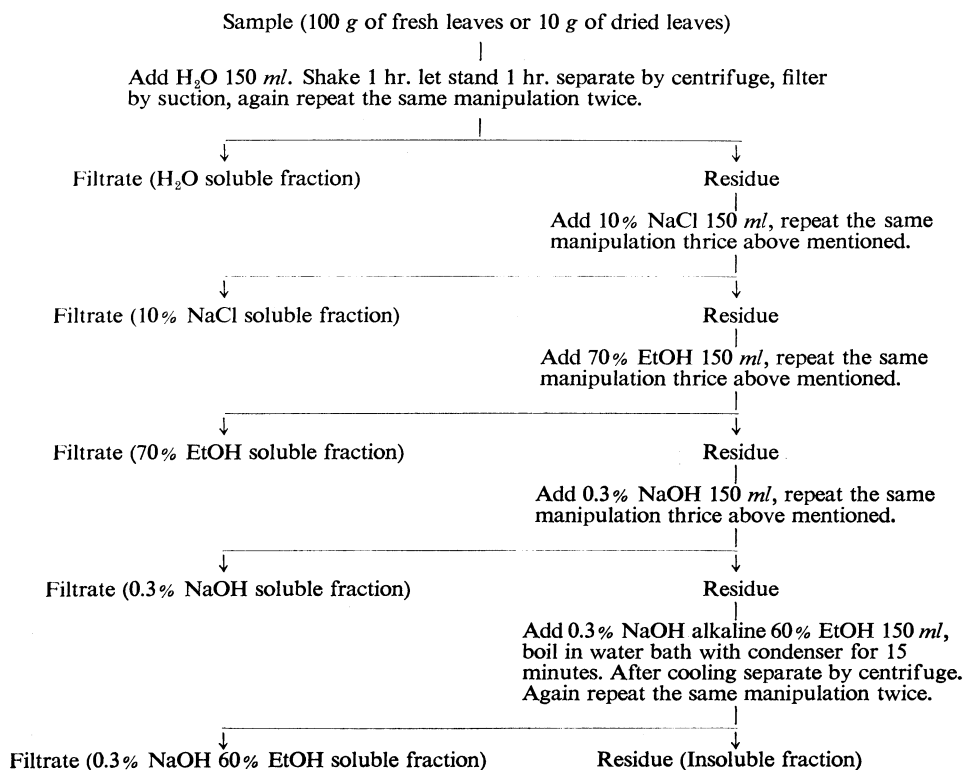 Sample (100 g of fresh leaves or 10 g of dried leaves)
Add H₂O 150 ml. Shake 1 hr. let stand 1 hr. separate by centrifuge, filter
by suction, again repeat the same manipulation twice.
Filtrate (H₂O soluble fraction)
Residue
Add 10% NaCl 150 ml, repeat the same
manipulation thrice above mentioned.
Filtrate (10% NaCl soluble fraction)
Residue
Add 70% EtOH 150 ml, repeat the same
manipulation thrice above mentioned.
Filtrate (70% EtOH soluble fraction)
Residue
Add 0.3% NaOH 150 ml, repeat the same
manipulation thrice above mentioned.
Filtrate (0.3% NaOH soluble fraction)
Residue
Add 0.3% NaOH alkaline 60% EtOH 150 ml,
boil in water bath with condenser for 15
minutes. After cooling separate by centrifuge.
Again repeat the same manipulation twice.
Filtrate (0.3% NaOH 60% EtOH soluble fraction)
Residue (Insoluble fraction)